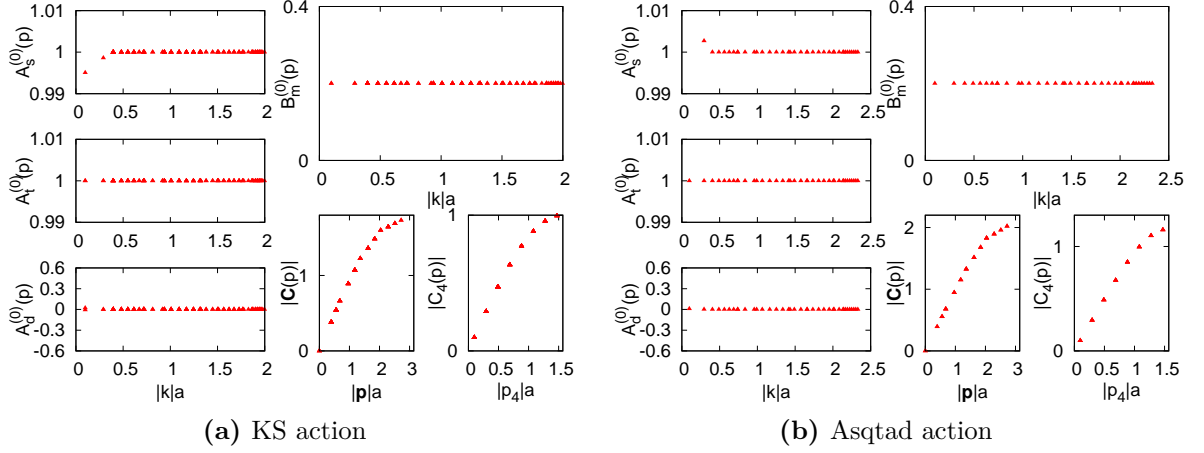 1.01
1
0.99
A_s^{(0)}(p)
0 0.5 1 1.5 2
1.01
1
0.99
A_t^{(0)}(p)
0 0.5 1 1.5 2
0.6
0.3
0
-0.3
-0.6
A_d^{(0)}(p)
0 0.5 1 1.5 2
|k|a
0.4
0
B_m^{(0)}(p)
0 0.5 1 1.5 2
|k|a
1
0
|C(p)|
0 1 2 3
|p|a
1
0
|C_4(p)|
0 0.5 1 1.5
|p_4|a
(a) KS action
1.01
1
0.99
A_s^{(0)}(p)
0 0.5 1 1.5 2 2.5
1.01
1
0.99
A_t^{(0)}(p)
0 0.5 1 1.5 2 2.5
0.6
0.3
0
-0.3
-0.6
A_d^{(0)}(p)
0 0.5 1 1.5 2 2.5
|k|a
0.4
0
B_m^{(0)}(p)
0 0.5 1 1.5 2 2.5
|k|a
2
1
0
|C(p)|
0 1 2 3
|p|a
1
0
|C_4(p)|
0 0.5 1 1.5
|p_4|a
(b) Asqtad action